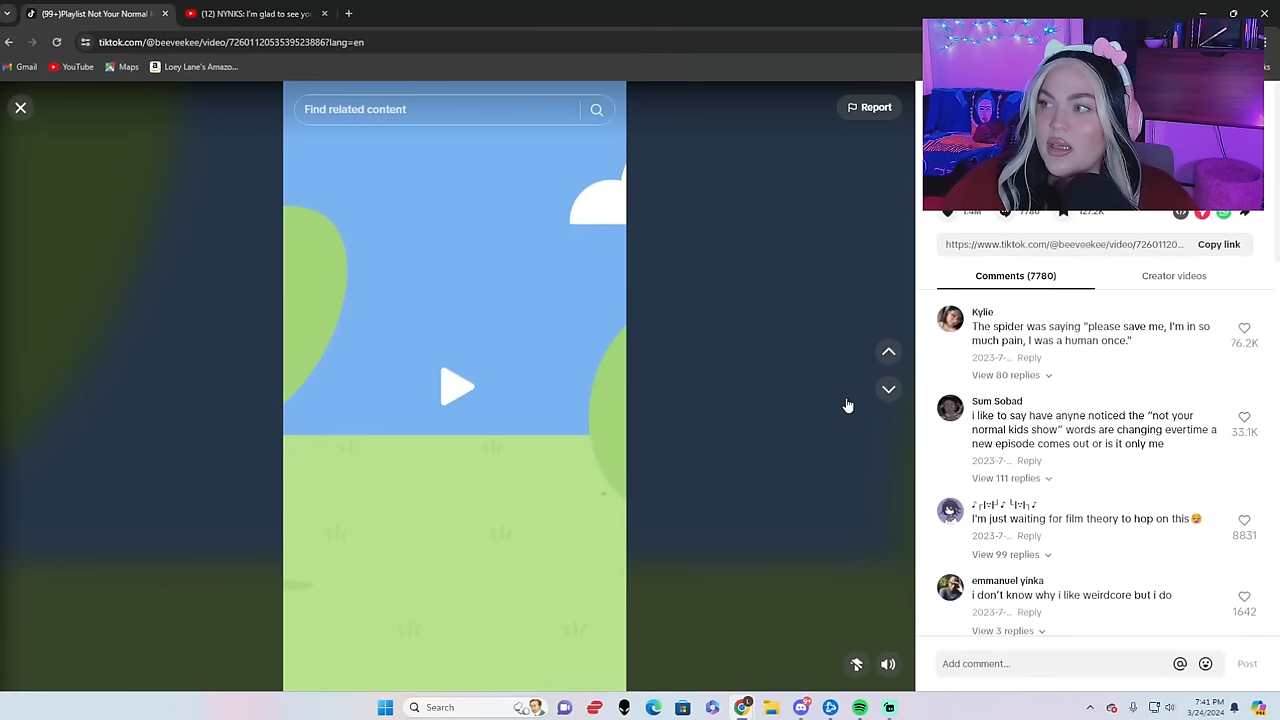 (99+)Playlist Not Your Normal
(12) NYNKS: I'm glad to see yo
Gmail
YouTube
Maps
Loey Lane's Amazo...
Find related content
Report
7780
127.2K
https://www.tiktok.com/@beeveekee/video/72601120...
Copy link
Comments (7780)
Creator videos
Kylie
The spider was saying "please save me, I'm in so
much pain, I was a human once."
76.2K
2023-7-... Reply
View 80 replies
Sum Sobad
i like to say have anyne noticed the “not your
normal kids show“ words are changing evertime a
new episode comes out or is it only me
33.1K
2023-7-... Reply
View 111 replies
I'm just waiting for film theory to hop on this
8831
2023-7-... Reply
View 99 replies
emmanuel yinka
i don’t know why i like weirdcore but i do
1642
2023-7-... Reply
View 3 replies
Add comment...
Post
Search
7:41 PM
3/24/2024